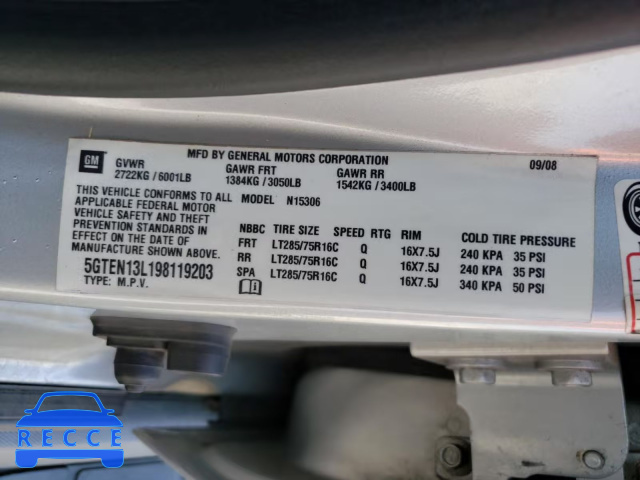 GM
MFD BY GENERAL MOTORS CORPORATION 09/08
GVWR GAWR FRT GAWR RR
2722KG / 6001LB 1384KG / 3050LB 1542KG / 3400LB
THIS VEHICLE CONFORMS TO ALL MODEL N15306
APPLICABLE FEDERAL MOTOR
VEHICLE SAFETY AND THEFT
PREVENTION STANDARDS IN
EFFECT ON THE DATE OF
MANUFACTURE SHOWN ABOVE.
5GTEN13L198119203
TYPE: M.P.V.
NBBC TIRE SIZE SPEED RTG RIM COLD TIRE PRESSURE
FRT LT285/75R16C Q 16X7.5J 240 KPA 35 PSI
RR LT285/75R16C Q 16X7.5J 240 KPA 35 PSI
SPA LT285/75R16C Q 16X7.5J 340 KPA 50 PSI
RECCE